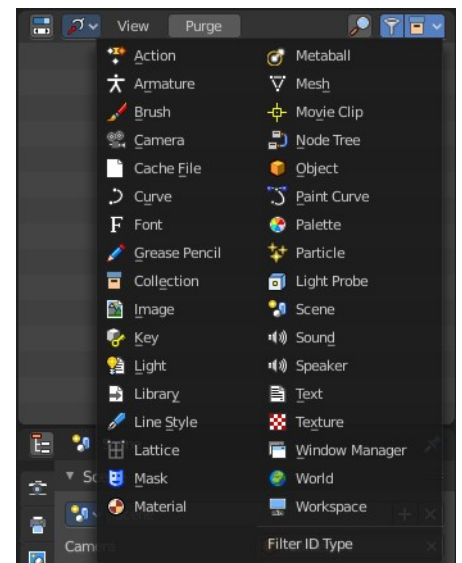 View Purge
Action
Armature
Brush
Camera
Cache File
Curve
Font
Grease Pencil
Collection
Image
Key
Light
Library
Line Style
Lattice
Mask
Material
Metaball
Mesh
Movie Clip
Node Tree
Object
Paint Curve
Palette
Particle
Light Probe
Scene
Sound
Speaker
Text
Texture
Window Manager
World
Workspace
Filter ID Type
Sc
Cam